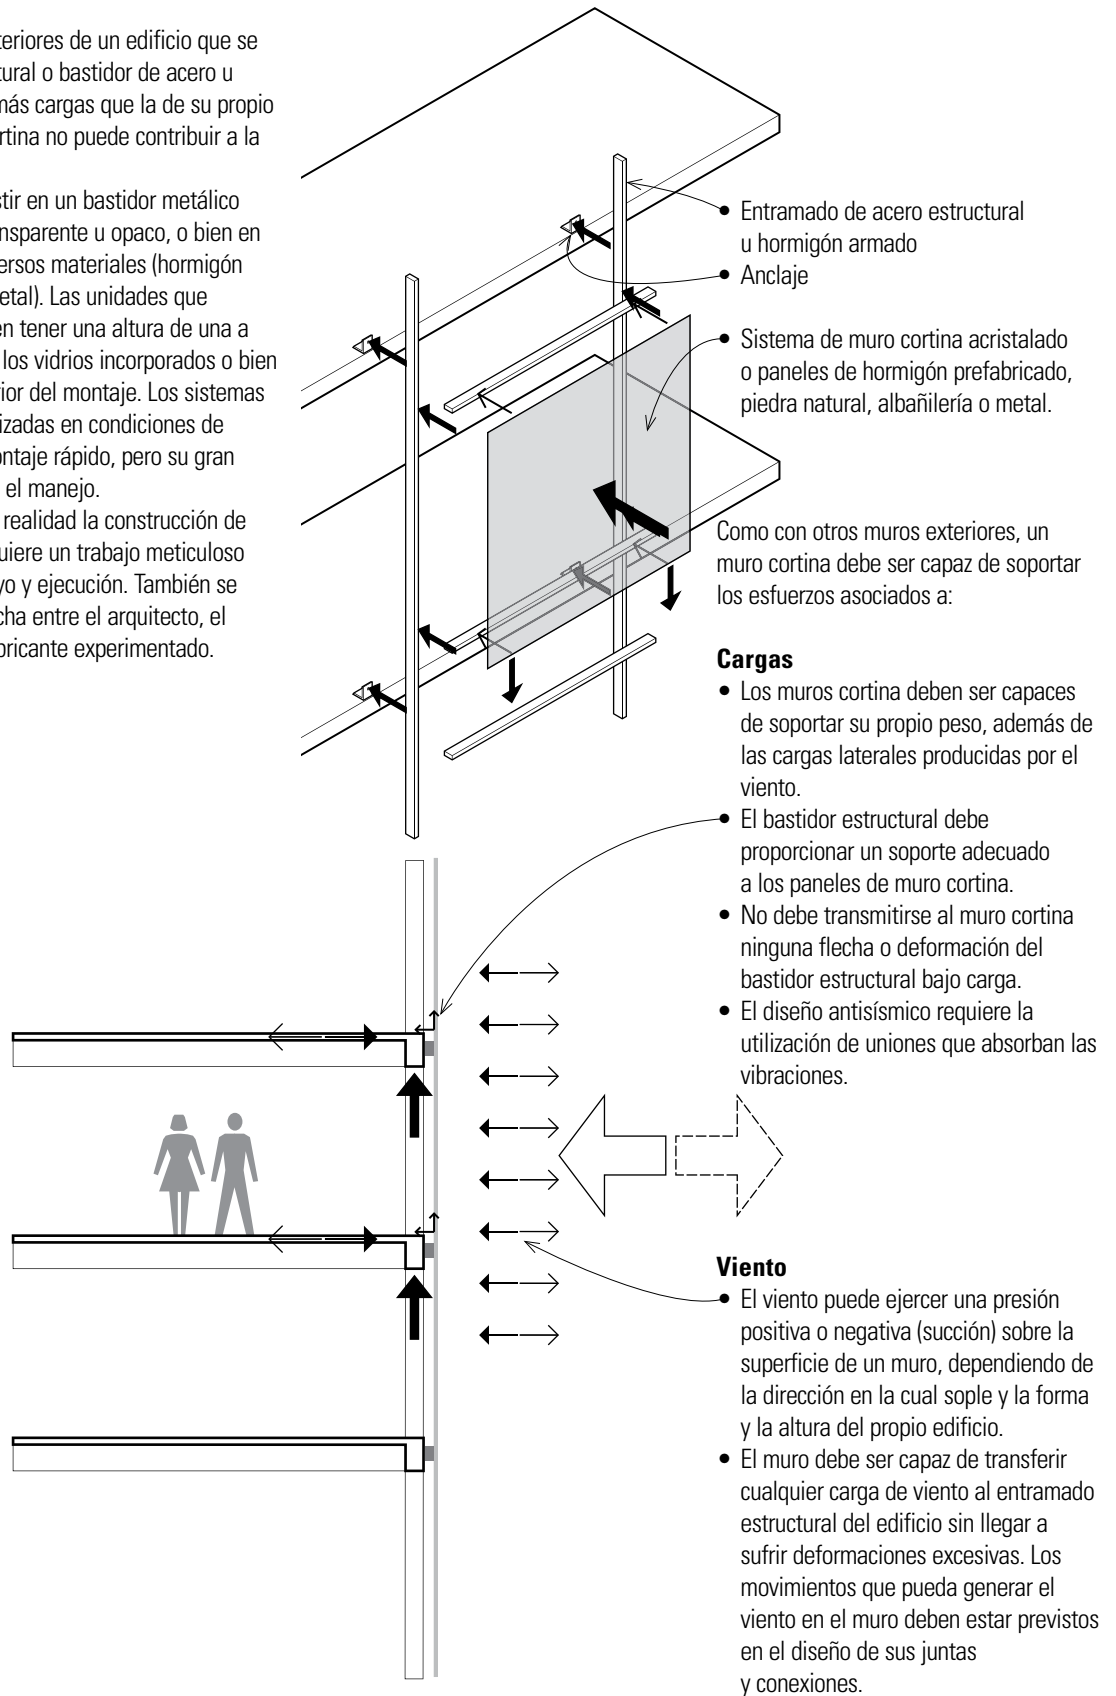 teriores de un edificio que se
tural o bastidor de acero u
más cargas que la de su propio
rtina no puede contribuir a la
stir en un bastidor metálico
nsparente u opaco, o bien en
ersos materiales (hormigón
etal). Las unidades que
en tener una altura de una a
los vidrios incorporados o bien
rior del montaje. Los sistemas
izadas en condiciones de
ontaje rápido, pero su gran
el manejo.
realidad la construcción de
uiere un trabajo meticuloso
yo y ejecución. También se
cha entre el arquitecto, el
bricante experimentado.
• Entramado de acero estructural
u hormigón armado
• Anclaje
• Sistema de muro cortina acristalado
o paneles de hormigón prefabricado,
piedra natural, albañilería o metal.
Como con otros muros exteriores, un
muro cortina debe ser capaz de soportar
los esfuerzos asociados a:
Cargas
• Los muros cortina deben ser capaces
de soportar su propio peso, además de
las cargas laterales producidas por el
viento.
• El bastidor estructural debe
proporcionar un soporte adecuado
a los paneles de muro cortina.
• No debe transmitirse al muro cortina
ninguna flecha o deformación del
bastidor estructural bajo carga.
• El diseño antisísmico requiere la
utilización de uniones que absorban las
vibraciones.
Viento
• El viento puede ejercer una presión
positiva o negativa (succión) sobre la
superficie de un muro, dependiendo de
la dirección en la cual sople y la forma
y la altura del propio edificio.
• El muro debe ser capaz de transferir
cualquier carga de viento al entramado
estructural del edificio sin llegar a
sufrir deformaciones excesivas. Los
movimientos que pueda generar el
viento en el muro deben estar previstos
en el diseño de sus juntas
y conexiones.